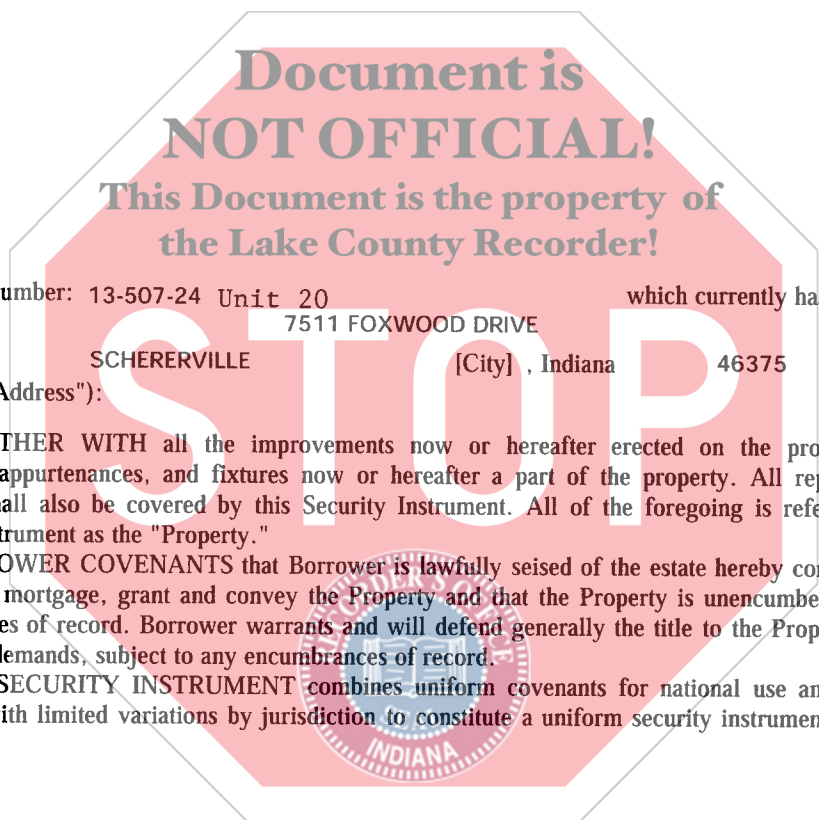 Document is
NOT OFFICIAL!
This Document is the property of
the Lake County Recorder!
umber: 13-507-24 Unit 20 which currently ha
7511 FOXWOOD DRIVE
SCHERERVILLE [City] , Indiana 46375
Address"):
STOP
THER WITH all the improvements now or hereafter erected on the pro
appurtenances, and fixtures now or hereafter a part of the property. All rep
all also be covered by this Security Instrument. All of the foregoing is refe
trument as the "Property."
OWER COVENANTS that Borrower is lawfully seised of the estate hereby con
mortgage, grant and convey the Property and that the Property is unencumbe
es of record. Borrower warrants and will defend generally the title to the Prop
demands, subject to any encumbrances of record.
SECURITY INSTRUMENT combines uniform covenants for national use an
ith limited variations by jurisdiction to constitute a uniform security instrumen
RECORDER'S OFFICE
INDIANA